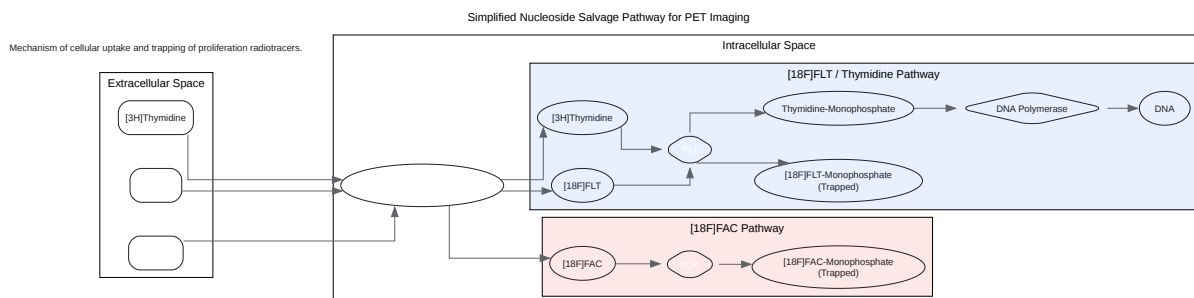 Simplified Nucleoside Salvage Pathway for PET Imaging
Mechanism of cellular uptake and trapping of proliferation radiotracers.
Intracellular Space
Extracellular Space
[18F]FLT / Thymidine Pathway
[3H]Thymidine
[3H]Thymidine
TK1
Thymidine-Monophosphate
DNA Polymerase
DNA
[18F]FLT
[18F]FLT-Monophosphate
(Trapped)
[18F]FAC Pathway
[18F]FAC
dCK
[18F]FAC-Monophosphate
(Trapped)